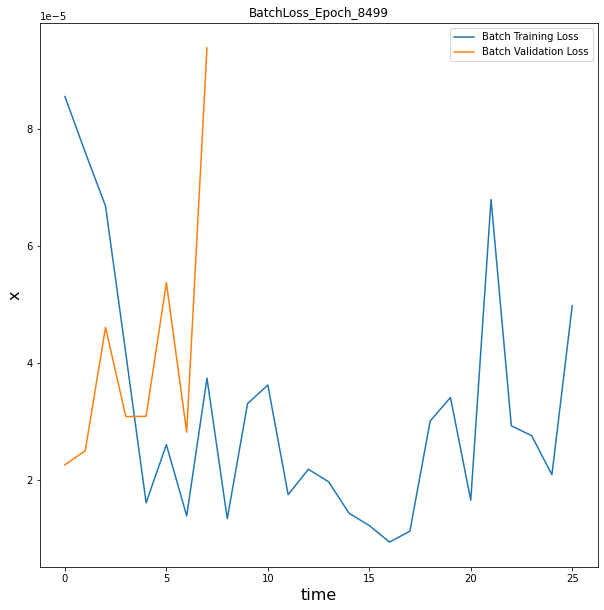 BatchLoss_Epoch_8499
1e−5
Batch Training Loss
Batch Validation Loss
8
6
4
2
x
0 5 10 15 20 25
time